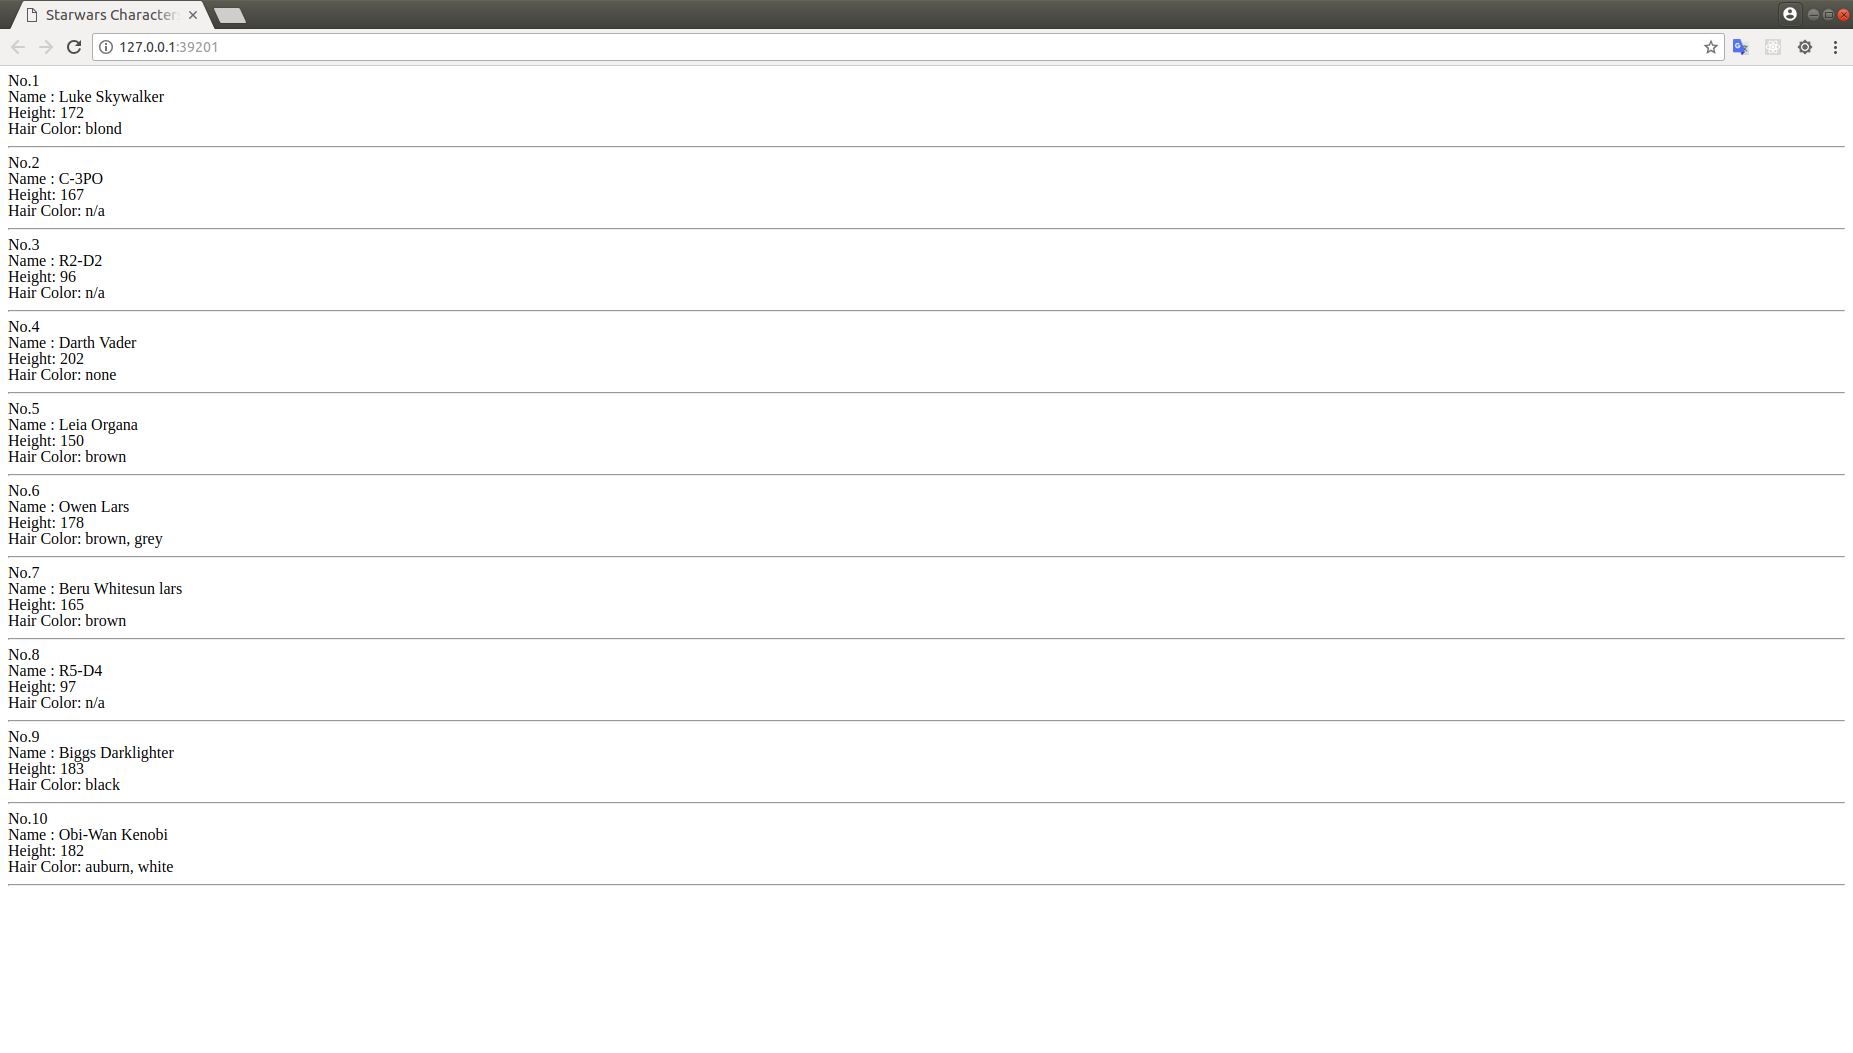 Starwars Character
127.0.0.1:39201
No.1
Name : Luke Skywalker
Height: 172
Hair Color: blond
No.2
Name : C-3PO
Height: 167
Hair Color: n/a
No.3
Name : R2-D2
Height: 96
Hair Color: n/a
No.4
Name : Darth Vader
Height: 202
Hair Color: none
No.5
Name : Leia Organa
Height: 150
Hair Color: brown
No.6
Name : Owen Lars
Height: 178
Hair Color: brown, grey
No.7
Name : Beru Whitesun lars
Height: 165
Hair Color: brown
No.8
Name : R5-D4
Height: 97
Hair Color: n/a
No.9
Name : Biggs Darklighter
Height: 183
Hair Color: black
No.10
Name : Obi-Wan Kenobi
Height: 182
Hair Color: auburn, white